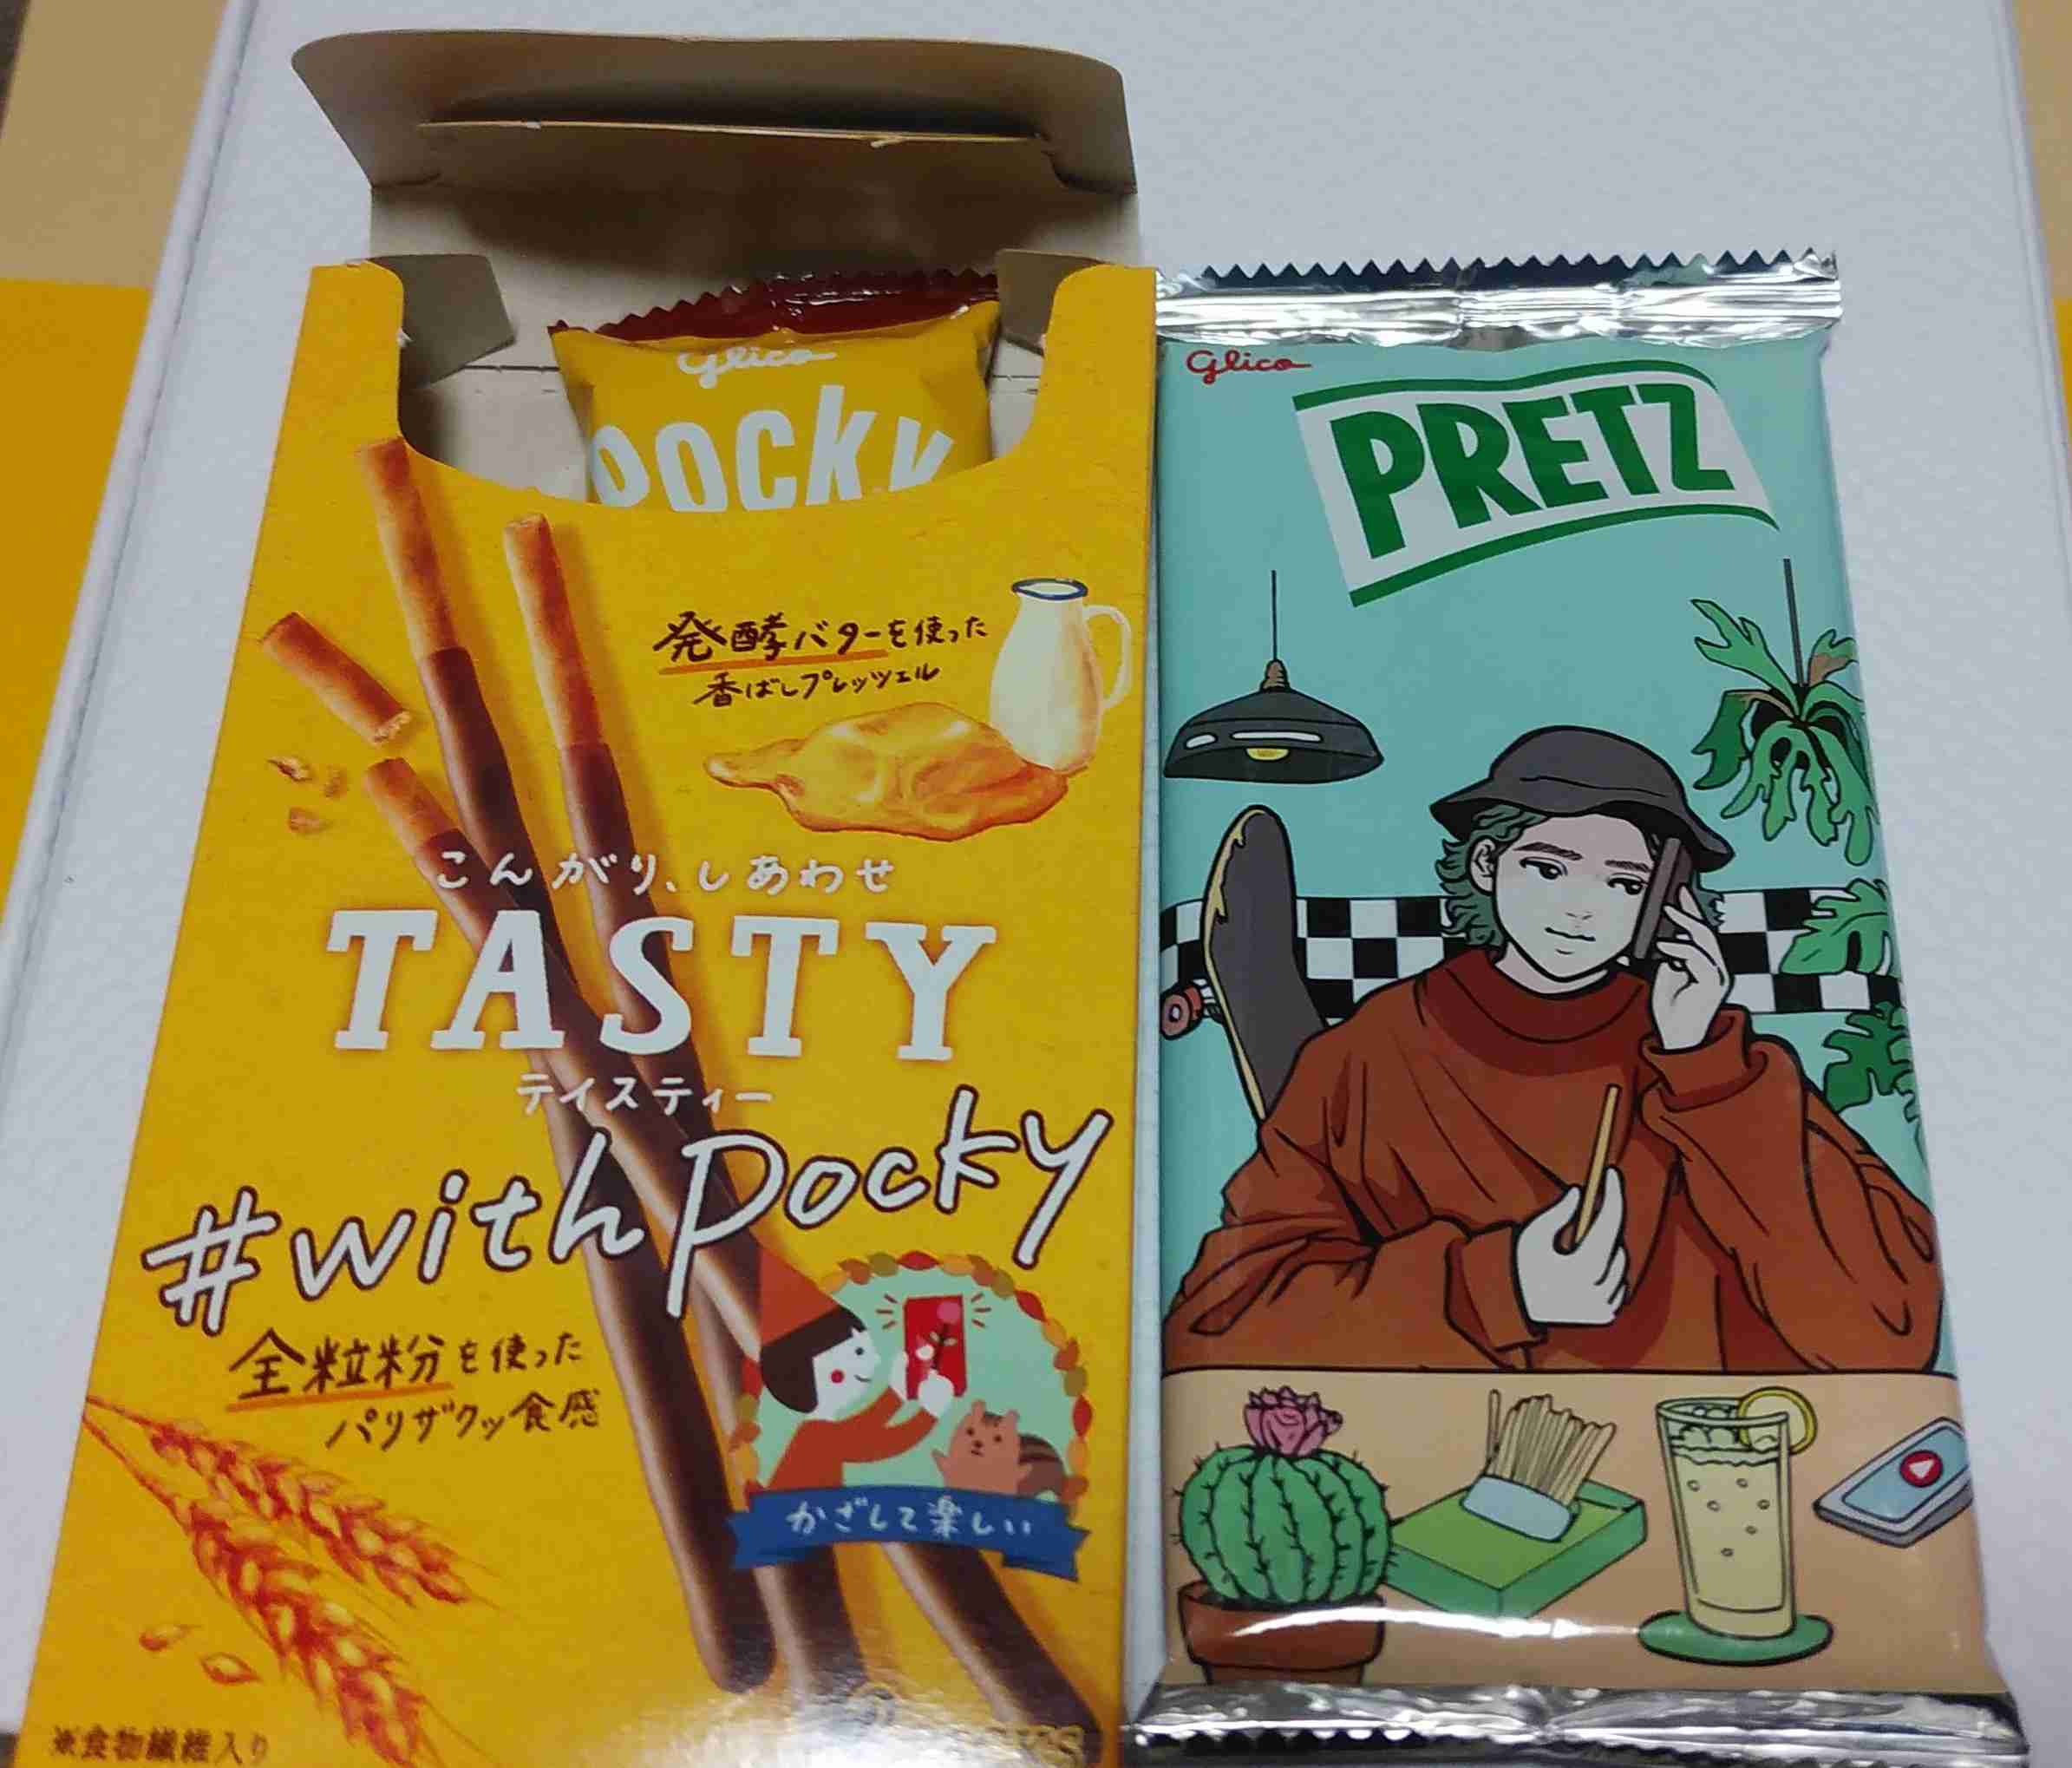 Glico
Pocky
発酵バターを使った
香ばしプレッツェル
こんがり、しあわせ
TASTY
テイスティー
#withPocky
全粒粉を使った
パリザクッ食感
かざして楽しい
※食物繊維入り
Glico
PRETZ